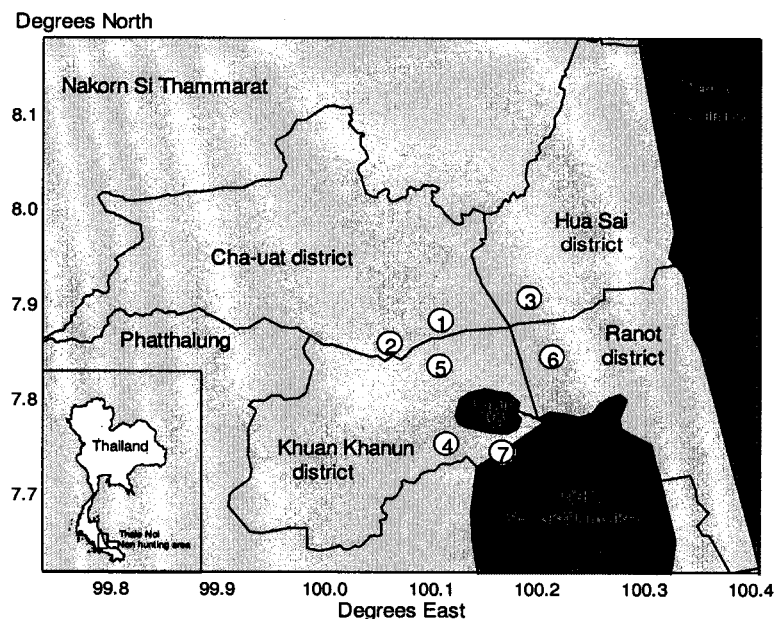 Degrees North
Nakorn Si Thammarat
8.1
8.0
Hua Sai
district
Cha-uat district
7.9
3
1
Phatthalung
2
Ranot
district
5
6
7.8
Thailand
Khuan Khanun
district
4
7
7.7
Thale Noi
Non hunting area
99.8
99.9
100.0
100.1
100.2
100.3
100.4
Degrees East